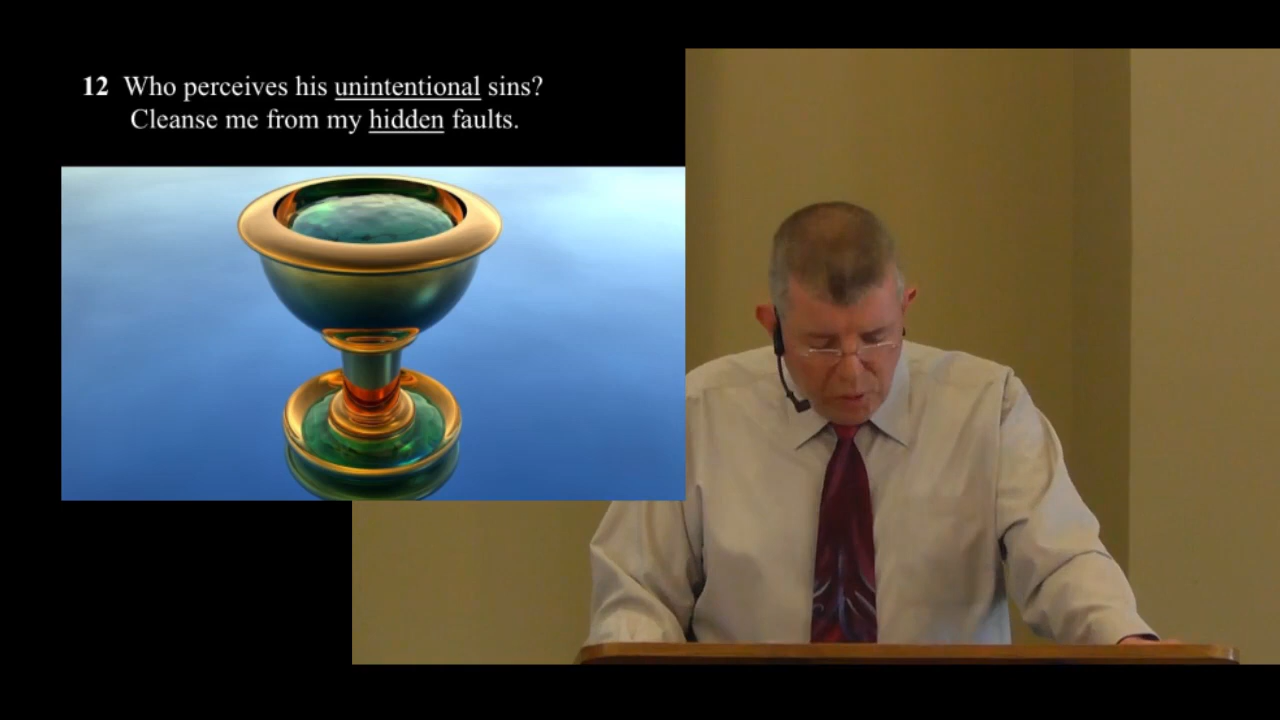 12 Who perceives his unintentional sins?
Cleanse me from my hidden faults.